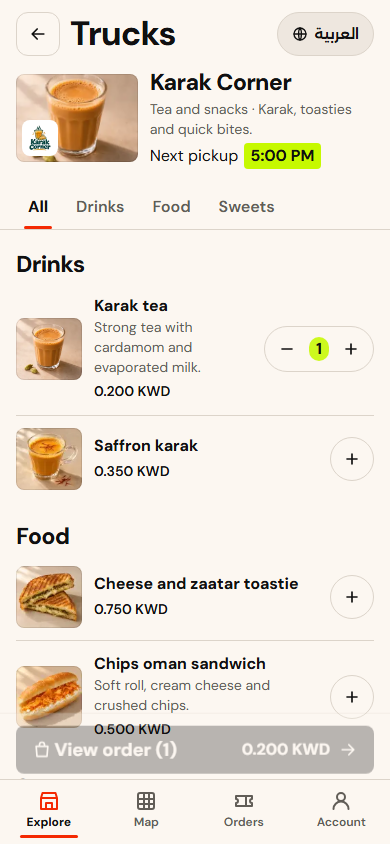 Trucks
العربية
Karak Corner
Tea and snacks · Karak, toasties
and quick bites.
Karak
Corner
Next pickup 5:00 PM
All Drinks Food Sweets
Drinks
Karak tea
Strong tea with
cardamom and
evaporated milk.
0.200 KWD
1
Saffron karak
0.350 KWD
Food
Cheese and zaatar toastie
0.750 KWD
Chips oman sandwich
Soft roll, cream cheese and
crushed chips.
0.500 KWD
View order (1) 0.200 KWD
Explore Map Orders Account